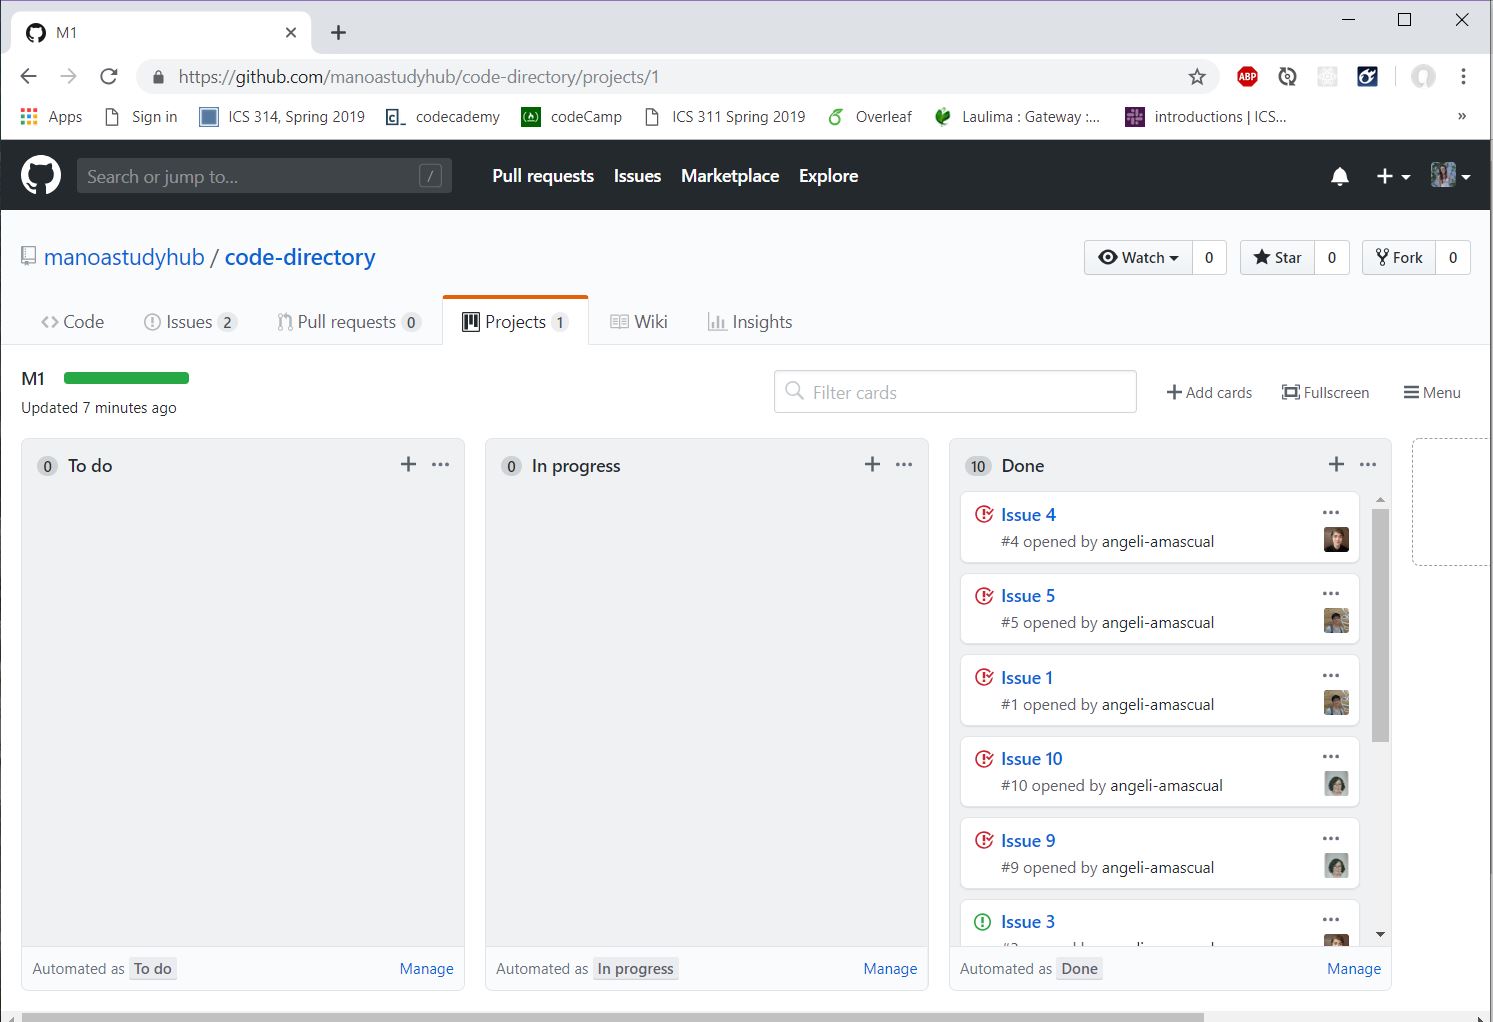 M1
https://github.com/manoastudyhub/code-directory/projects/1
ABP
Apps Sign in ICS 314, Spring 2019 codecademy codeCamp ICS 311 Spring 2019 Overleaf Laulima : Gateway :... introductions | ICS... »
Search or jump to... /
Pull requests Issues Marketplace Explore
manoastudyhub / code-directory
Watch 0 Star 0 Fork 0
Code Issues 2 Pull requests 0 Projects 1 Wiki Insights
M1
Updated 7 minutes ago
Filter cards
Add cards Fullscreen Menu
0 To do
Automated as To do Manage
0 In progress
Automated as In progress Manage
10 Done
Issue 4
#4 opened by angeli-amascual
Issue 5
#5 opened by angeli-amascual
Issue 1
#1 opened by angeli-amascual
Issue 10
#10 opened by angeli-amascual
Issue 9
#9 opened by angeli-amascual
Issue 3
Automated as Done Manage